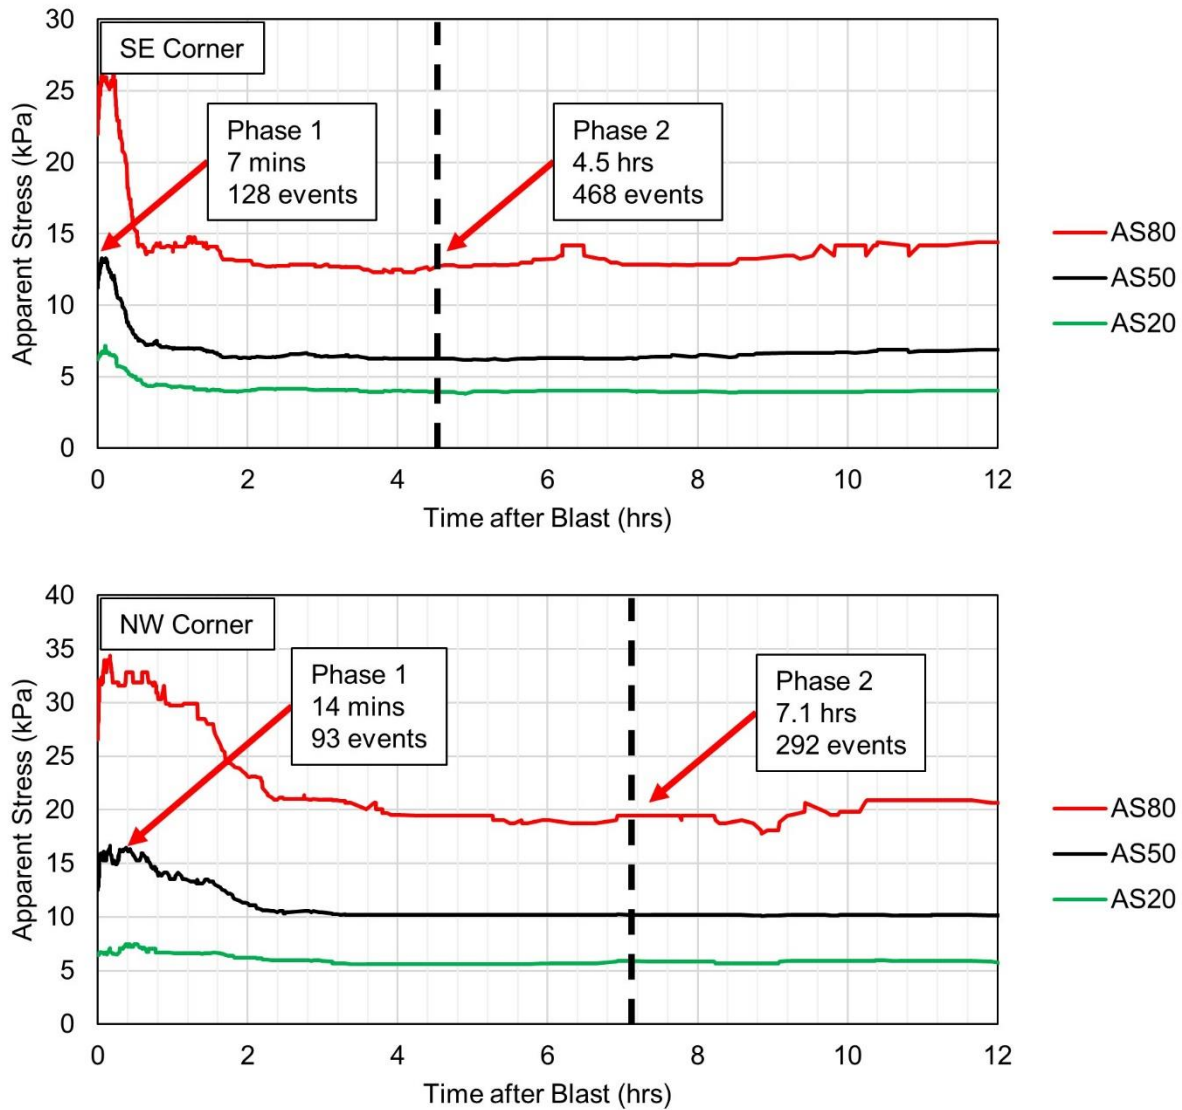 30
SE Corner
25
Phase 1
7 mins
128 events
Phase 2
4.5 hrs
468 events
20
15
10
5
0
Apparent Stress (kPa)
0 2 4 6 8 10 12
Time after Blast (hrs)
AS80
AS50
AS20
40
NW Corner
35
Phase 1
14 mins
93 events
Phase 2
7.1 hrs
292 events
30
25
20
15
10
5
0
Apparent Stress (kPa)
0 2 4 6 8 10 12
Time after Blast (hrs)
AS80
AS50
AS20